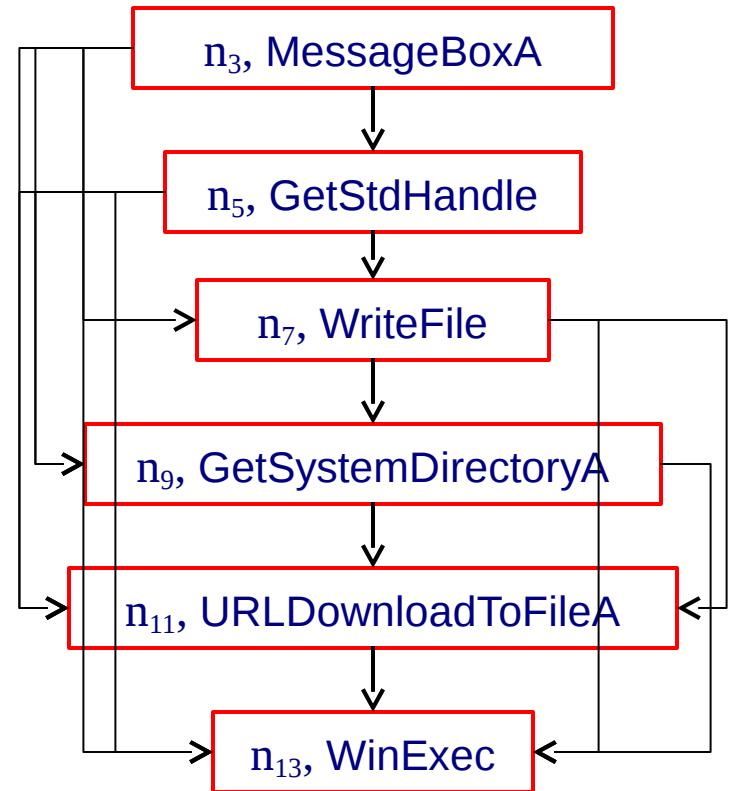 n₃, MessageBoxA
n₅, GetStdHandle
n₇, WriteFile
n₉, GetSystemDirectoryA
n₁₁, URLDownloadToFileA
n₁₃, WinExec